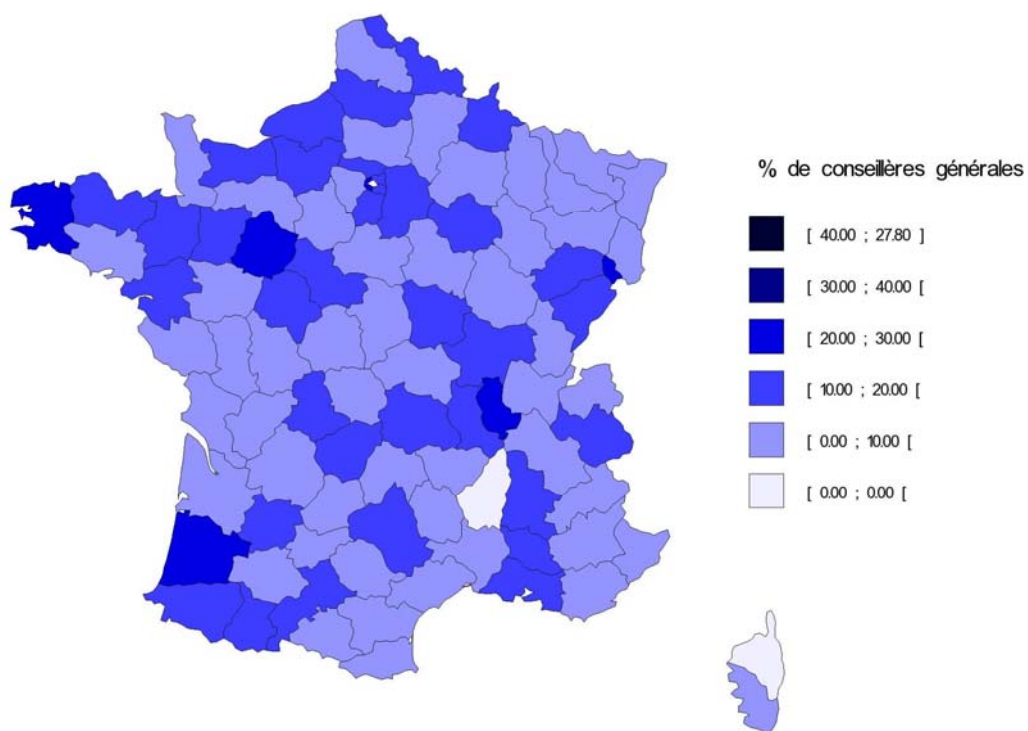 % de conseillères générales
[ 40.00 ; 27.80 ]
[ 30.00 ; 40.00 [
[ 20.00 ; 30.00 [
[ 10.00 ; 20.00 [
[ 0.00 ; 10.00 [
[ 0.00 ; 0.00 [